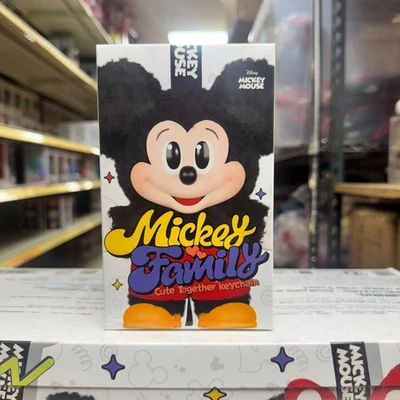 MICKEY
MOUSE
Disney
MICKEY
MOUSE
Mickey
Family
Cute Together keychain
MICKEY
MOUSE